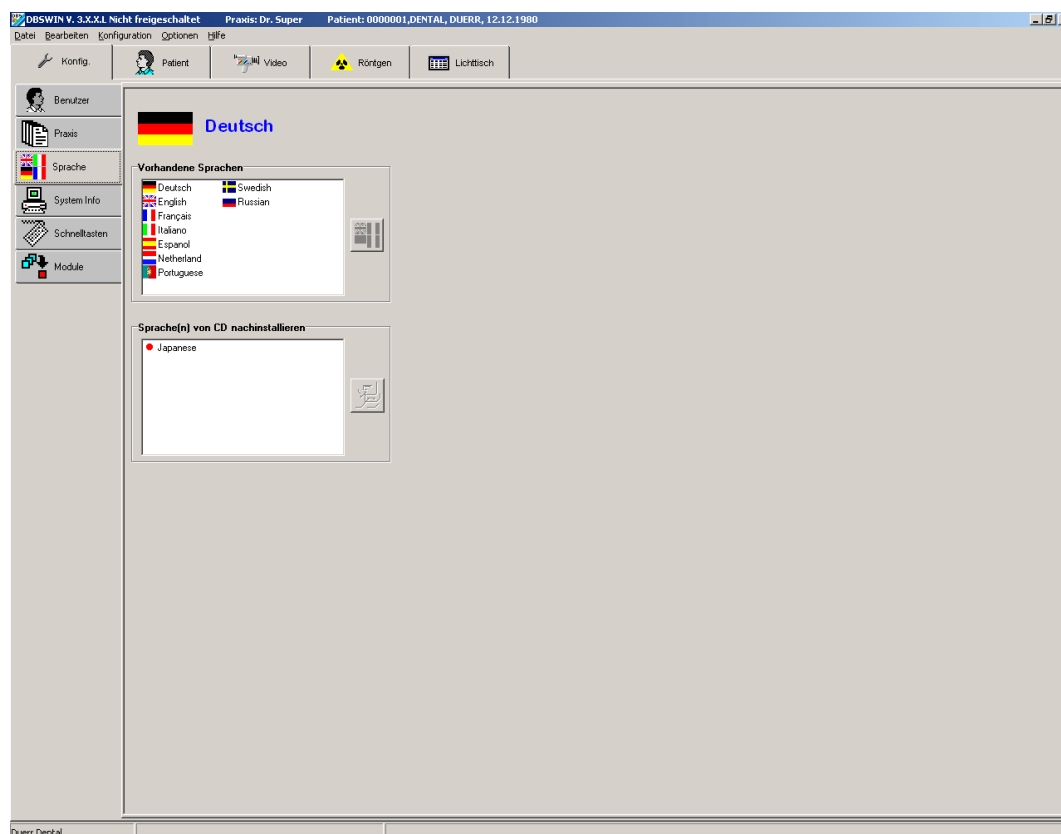 DBSWIN V. 3.X.X.L Nicht freigeschaltet Praxis: Dr. Super Patient: 0000001,DENTAL, DUERR, 12.12.1980
Datei Bearbeiten Konfiguration Optionen Hilfe
Konfig. Patient Video Röntgen Lichttisch
Benutzer
Praxis
Sprache
System Info
Schnelltasten
Module
Deutsch
Vorhandene Sprachen
Deutsch Swedish
English Russian
Français
Italiano
Espanol
Netherland
Portuguese
Sprache(n) von CD nachinstallieren
Japanese
Duerr Dental